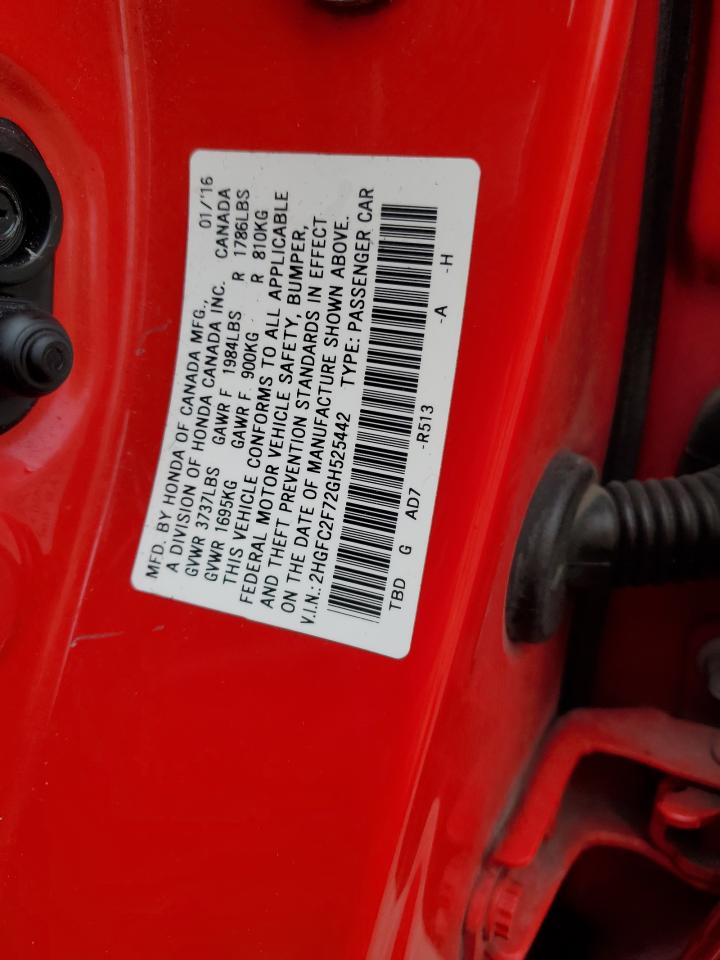 MFD. BY HONDA OF CANADA MFG., 01/'16
A DIVISION OF HONDA CANADA INC. CANADA
GVWR 3737LBS GAWR F 1984LBS R 1786LBS
GVWR 1695KG GAWR F 900KG R 810KG
THIS VEHICLE CONFORMS TO ALL APPLICABLE
FEDERAL MOTOR VEHICLE SAFETY, BUMPER,
AND THEFT PREVENTION STANDARDS IN EFFECT
ON THE DATE OF MANUFACTURE SHOWN ABOVE.
V.I.N.: 2HGFC2F72GH525442 TYPE: PASSENGER CAR
TBD G AD7 -R513 -A -H